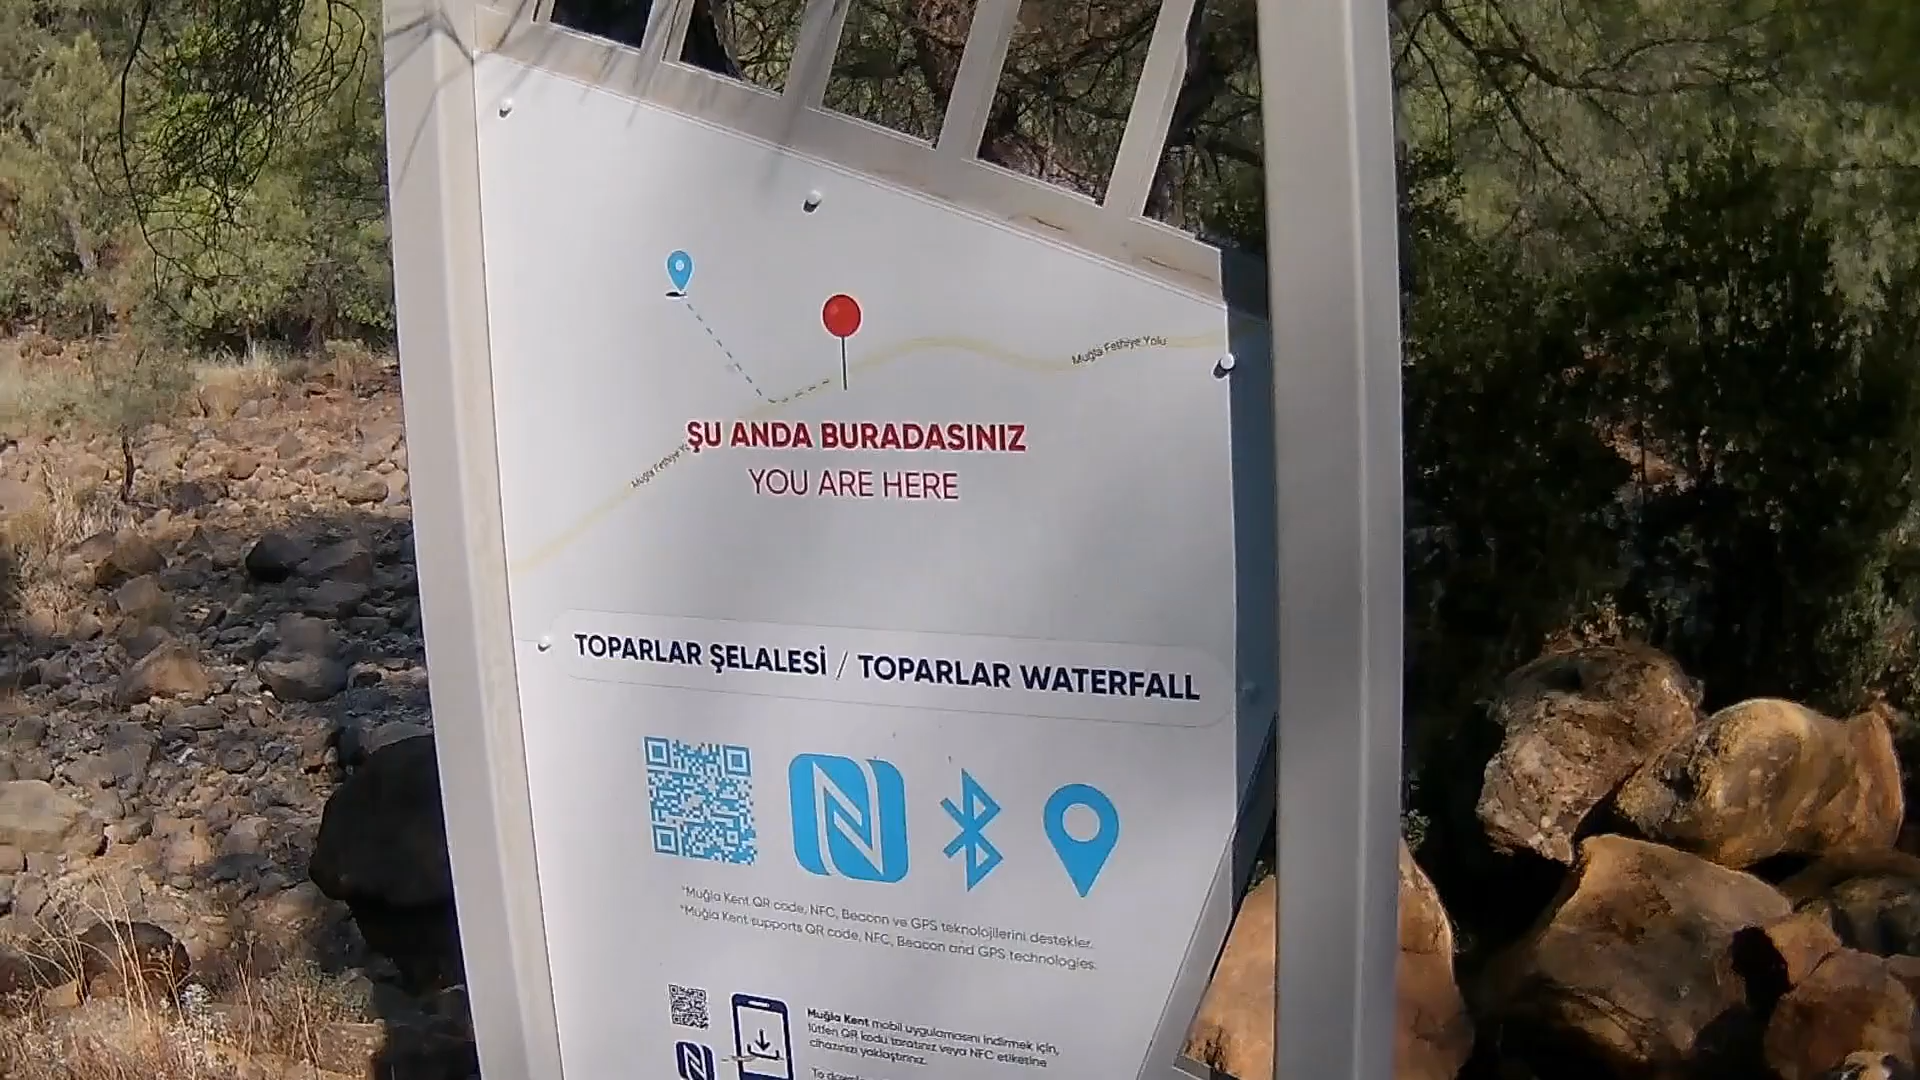 Muğla Fethiye Yolu
ŞU ANDA BURADASINIZ
Muğla Fethiye
YOU ARE HERE
TOPARLAR ŞELALESİ / TOPARLAR WATERFALL
*Muğla Kent QR code, NFC, Beacon ve GPS teknolojilerini destekler.
*Muğla Kent supports QR code, NFC, Beacon and GPS technologies.
Muğla Kent mobil uygulamasını indirmek için,
lütfen QR kodu taratınız veya NFC etiketine
cihazınızı yaklaştırınız.
To